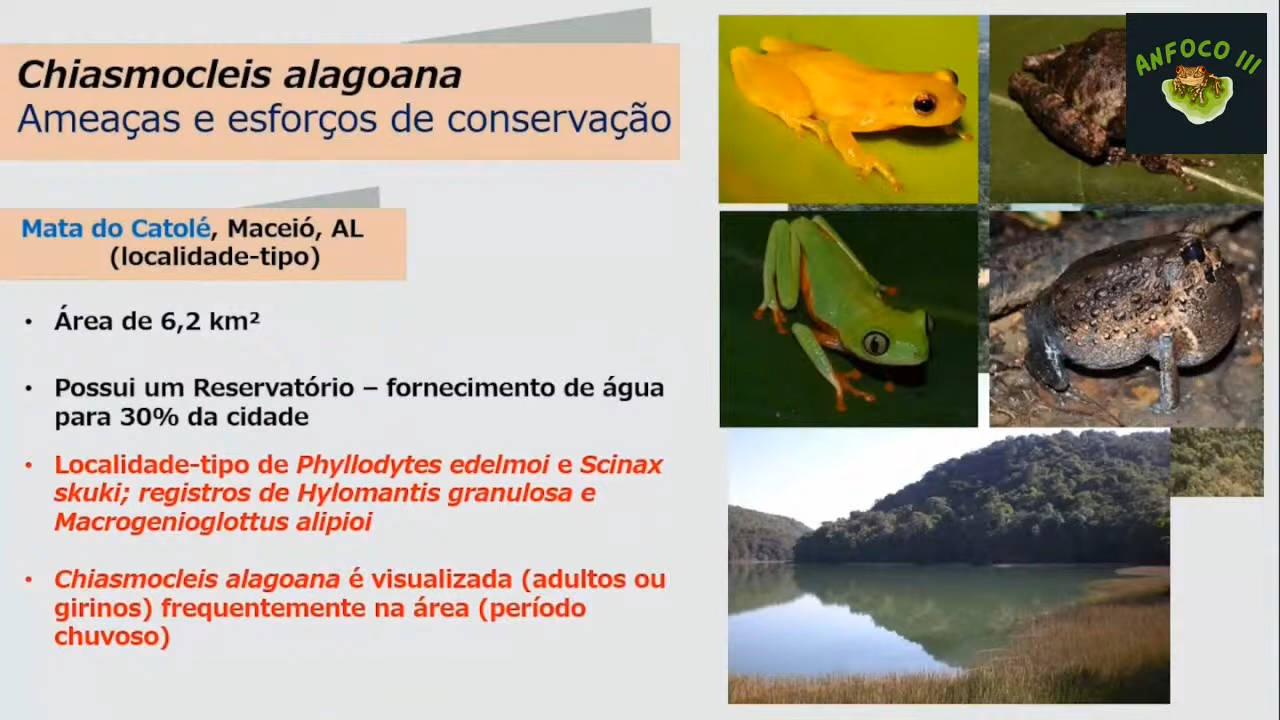 Chiasmocleis alagoana
Ameaças e esforços de conservação
Mata do Catolé, Maceió, AL
(localidade-tipo)
• Área de 6,2 km²
• Possui um Reservatório – fornecimento de água
para 30% da cidade
• Localidade-tipo de Phyllodytes edelmoi e Scinax
skuki; registros de Hylomantis granulosa e
Macrogenioglottus alipioi
• Chiasmocleis alagoana é visualizada (adultos ou
girinos) frequentemente na área (período
chuvoso)
ANFOCO III